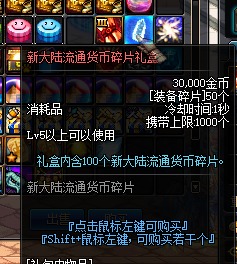 新大陆流通货币碎片礼盒
30,000金币
[装备碎片]50个
消耗品
冷却时间1秒
携带上限1000个
Lv5以上可以使用
礼盒内含100个新大陆流通货币碎片。
新大陆流通货币碎片
出售
『点击鼠标左键可购买』
『Shift+鼠标左键, 可购买若干个』